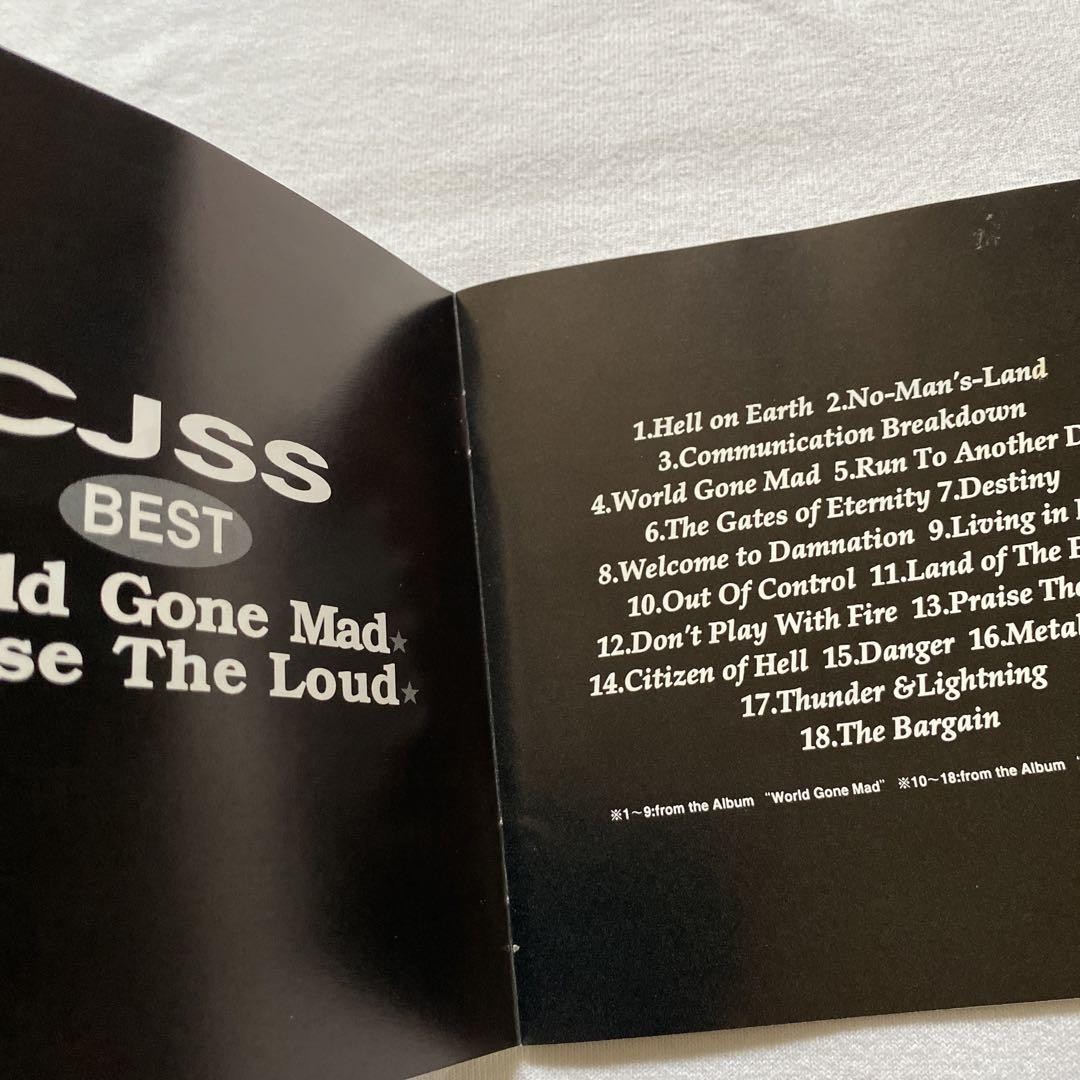 CJSS
BEST
Gone Mad★
The Loud★
1.Hell on Earth 2.No-Man's-Land
3.Communication Breakdown
4.World Gone Mad 5.Run To Another
6.The Gates of Eternity 7.Destiny
8.Welcome to Damnation 9.Living in
10.Out Of Control 11.Land of The
12.Don't Play With Fire 13.Praise The
14.Citizen of Hell 15.Danger 16.Metal
17.Thunder &Lightning
18.The Bargain
※1～9:from the Album "World Gone Mad" ※10～18:from the Album "